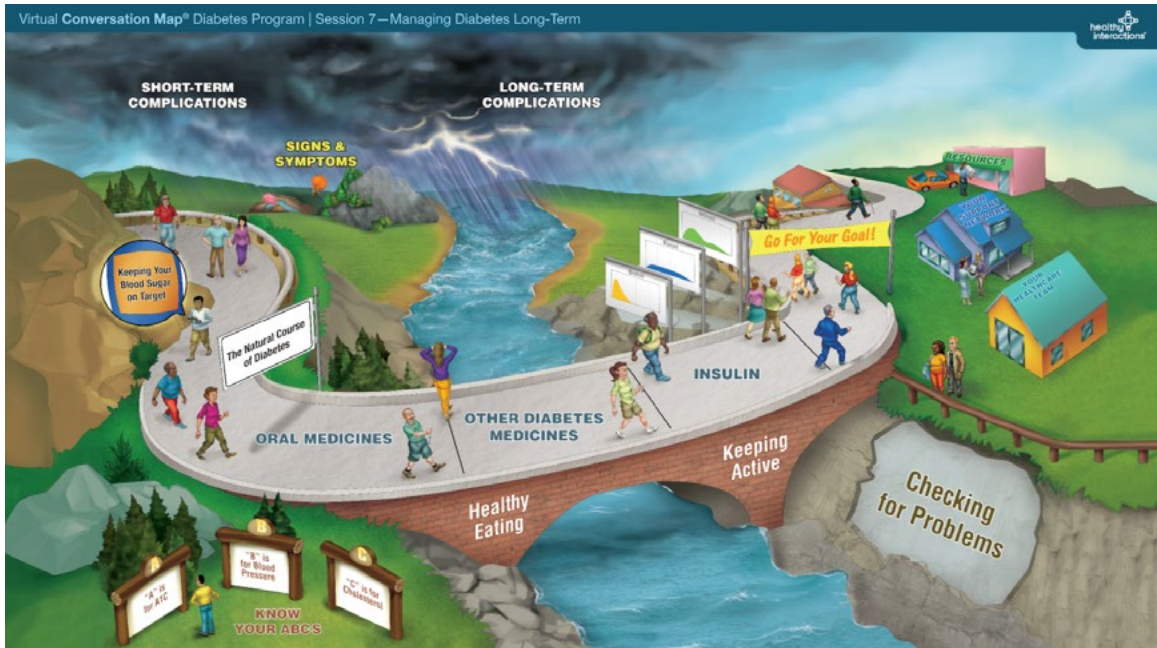 Virtual Conversation Map® Diabetes Program | Session 7—Managing Diabetes Long-Term
healthy
interactions
SHORT-TERM
COMPLICATIONS
LONG-TERM
COMPLICATIONS
SIGNS &
SYMPTOMS
RESOURCES
YOUR
SUPPORT
NETWORK
Go For Your Goal!
YOUR
HEALTHCARE
TEAM
Keeping Your
Blood Sugar
on Target
The Natural Course
of Diabetes
INSULIN
ORAL MEDICINES
OTHER DIABETES
MEDICINES
Keeping
Active
Healthy
Eating
Checking
for Problems
A
"A" is
for A1C
B
"B" is
for Blood
Pressure
C
"C" is for
Cholesterol
KNOW
YOUR ABC'S